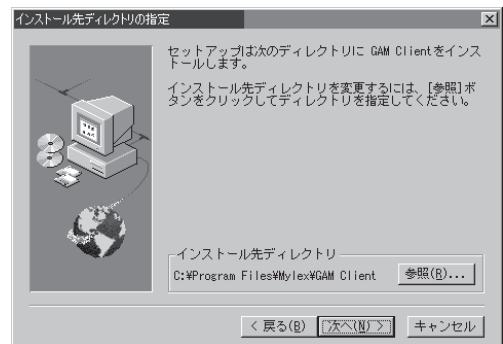 インストール先ディレクトリの指定
セットアップは次のディレクトリに GAM Clientをインス
トールします。
インストール先ディレクトリを変更するには、[参照]ボ
タンをクリックしてディレクトリを指定してください。
インストール先ディレクトリ
C:¥Program Files¥Mylex¥GAM Client
参照(R)...
< 戻る(B)
次へ(N) >
キャンセル